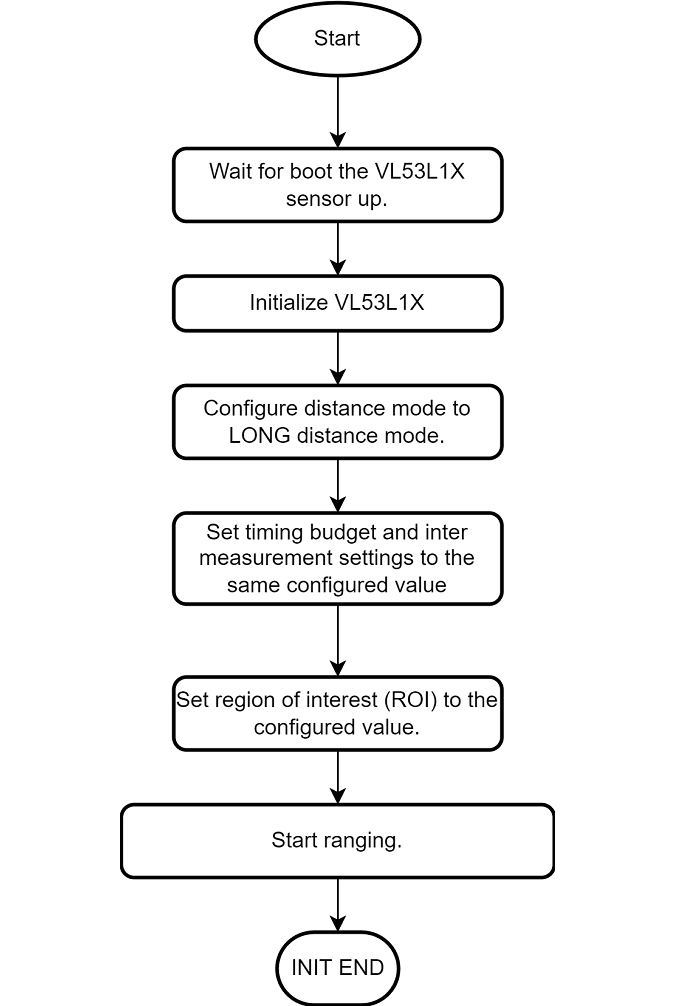 Start
Wait for boot the VL53L1X
sensor up.
Initialize VL53L1X
Configure distance mode to
LONG distance mode.
Set timing budget and inter
measurement settings to the
same configured value
Set region of interest (ROI) to the
configured value.
Start ranging.
INIT END